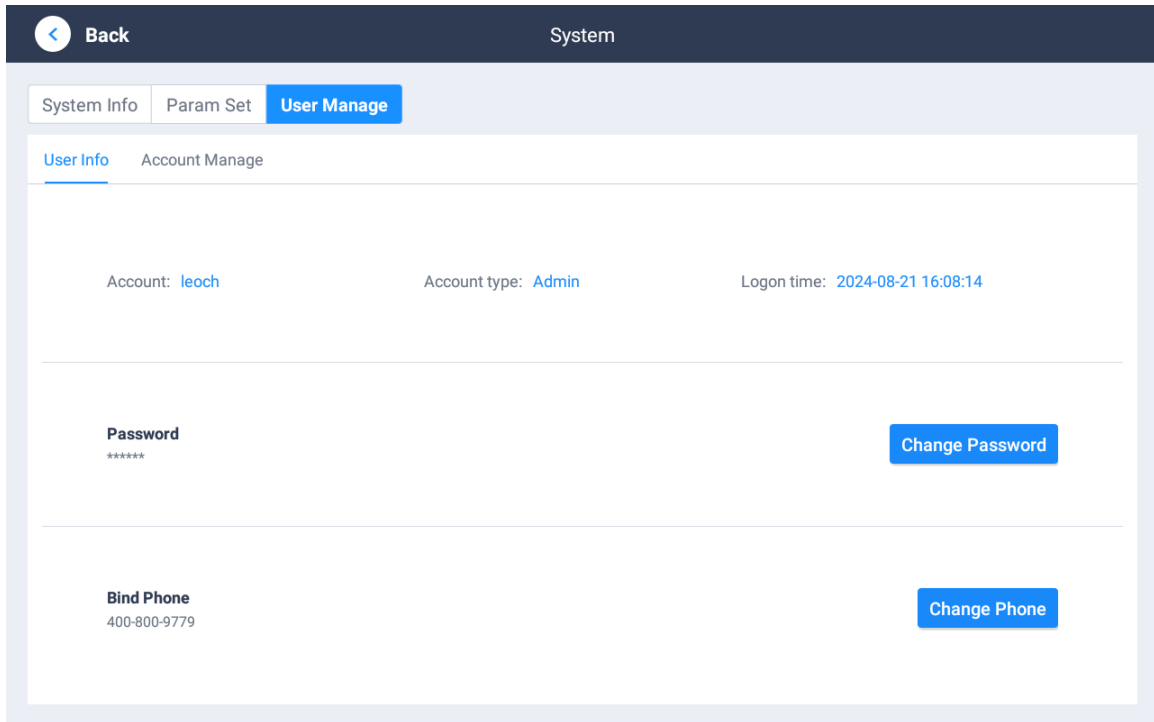 Back System
System Info Param Set User Manage
User Info Account Manage
Account: leoch Account type: Admin Logon time: 2024-08-21 16:08:14
Password
******
Change Password
Bind Phone
400-800-9779
Change Phone